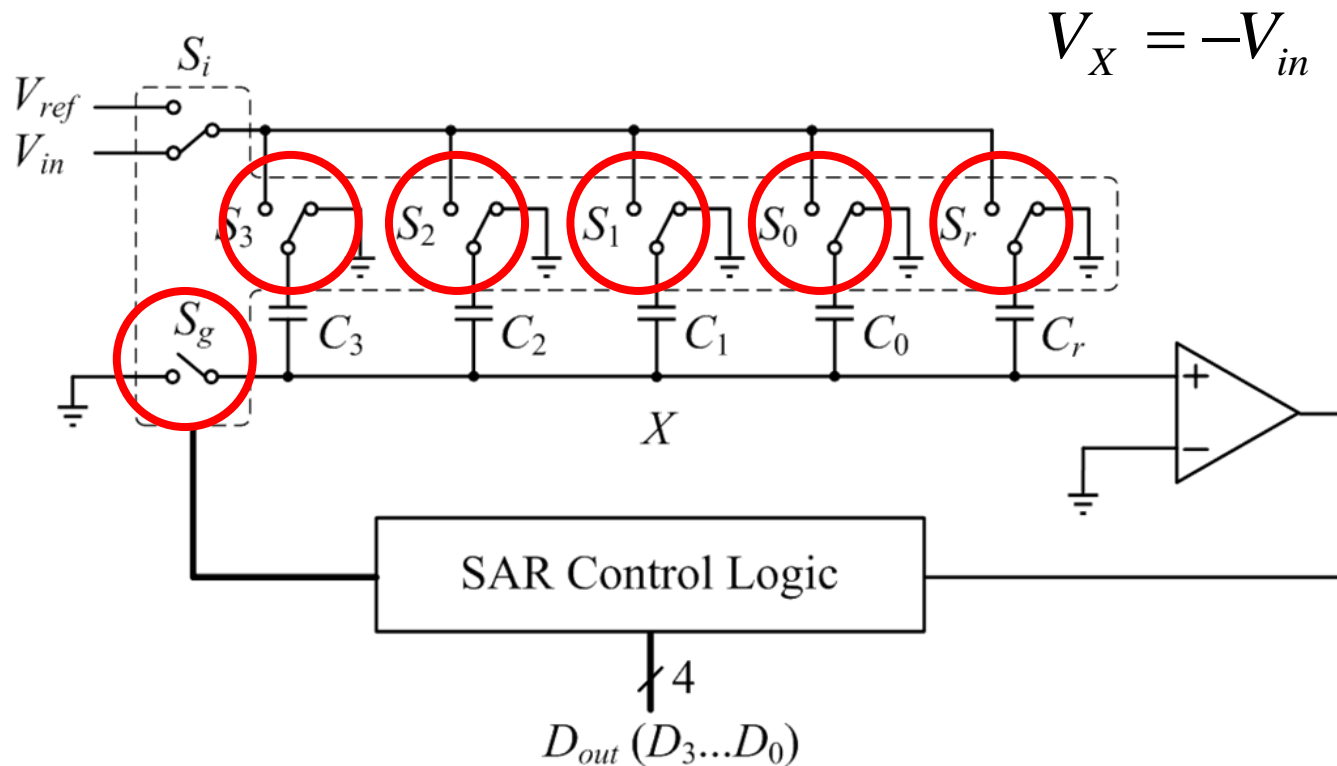 V_X = −V_in
S_i
V_ref
V_in
S_3 S_2 S_1 S_0 S_r
S_g C_3 C_2 C_1 C_0 C_r
+
X
−
SAR Control Logic
4
D_out (D_3...D_0)